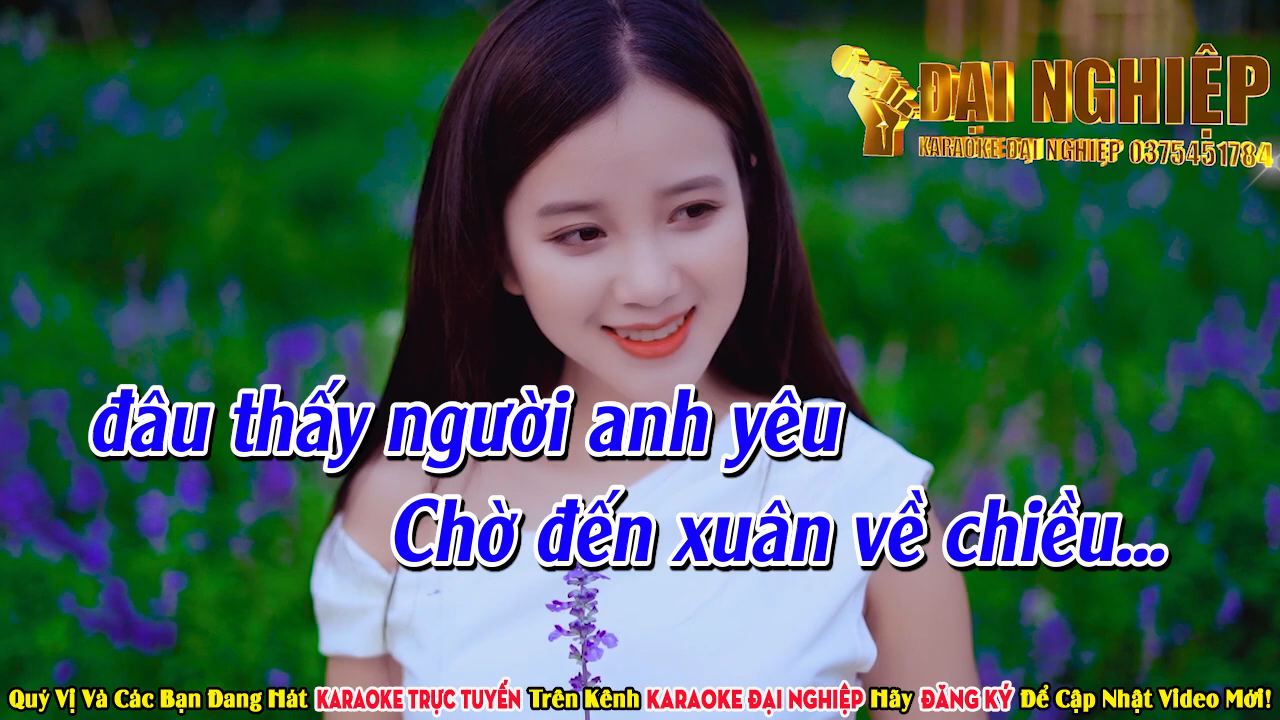 ĐẠI NGHIỆP
KARAOKE ĐẠI NGHIỆP 0375451784
đâu thấy người anh yêu
Chờ đến xuân về chiều...
Quý Vị Và Các Bạn Đang Hát KARAOKE TRỰC TUYẾN Trên Kênh KARAOKE ĐẠI NGHIỆP Hãy ĐĂNG KÝ Để Cập Nhật Video Mới!